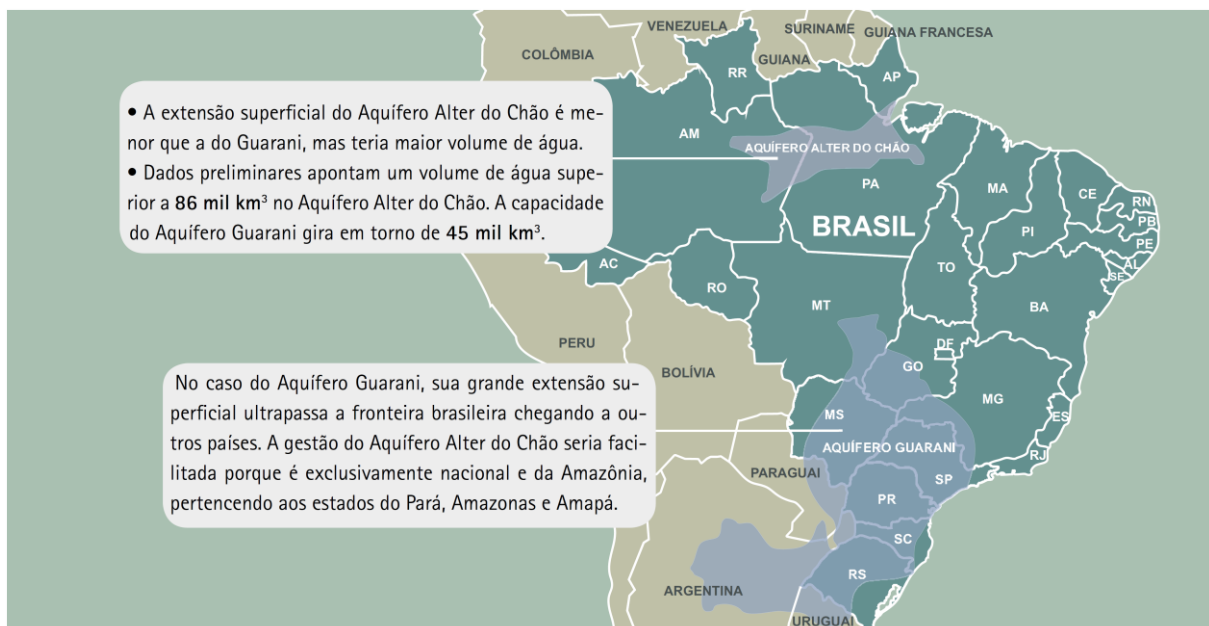 VENEZUELA
SURINAME
GUIANA FRANCESA
COLÔMBIA
GUIANA
RR
AP
• A extensão superficial do Aquífero Alter do Chão é me-
nor que a do Guarani, mas teria maior volume de água.
• Dados preliminares apontam um volume de água supe-
rior a 86 mil km³ no Aquífero Alter do Chão. A capacidade
do Aquífero Guarani gira em torno de 45 mil km³.
AM
AQUÍFERO ALTER DO CHÃO
PA
MA
CE
RN
PB
PE
AL
SE
PI
BRASIL
TO
AC
RO
MT
BA
PERU
BOLÍVIA
DF
GO
MG
ES
RJ
No caso do Aquífero Guarani, sua grande extensão su-
perficial ultrapassa a fronteira brasileira chegando a ou-
tros países. A gestão do Aquífero Alter do Chão seria faci-
litada porque é exclusivamente nacional e da Amazônia,
pertencendo aos estados do Pará, Amazonas e Amapá.
MS
AQUÍFERO GUARANI
PARAGUAI
SP
PR
SC
RS
ARGENTINA
URUGUAI